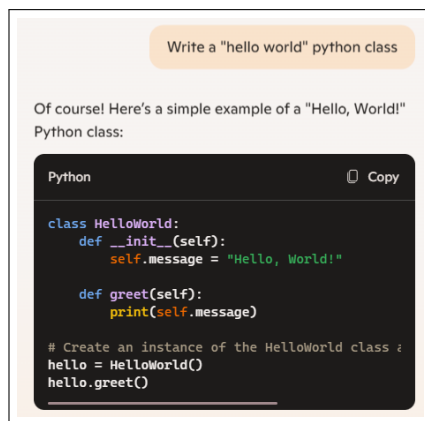 Write a "hello world" python class
Of course! Here's a simple example of a "Hello, World!"
Python class:
Python
Copy
class HelloWorld:
    def __init__(self):
        self.message = "Hello, World!"
    def greet(self):
        print(self.message)
# Create an instance of the HelloWorld class
hello = HelloWorld()
hello.greet()